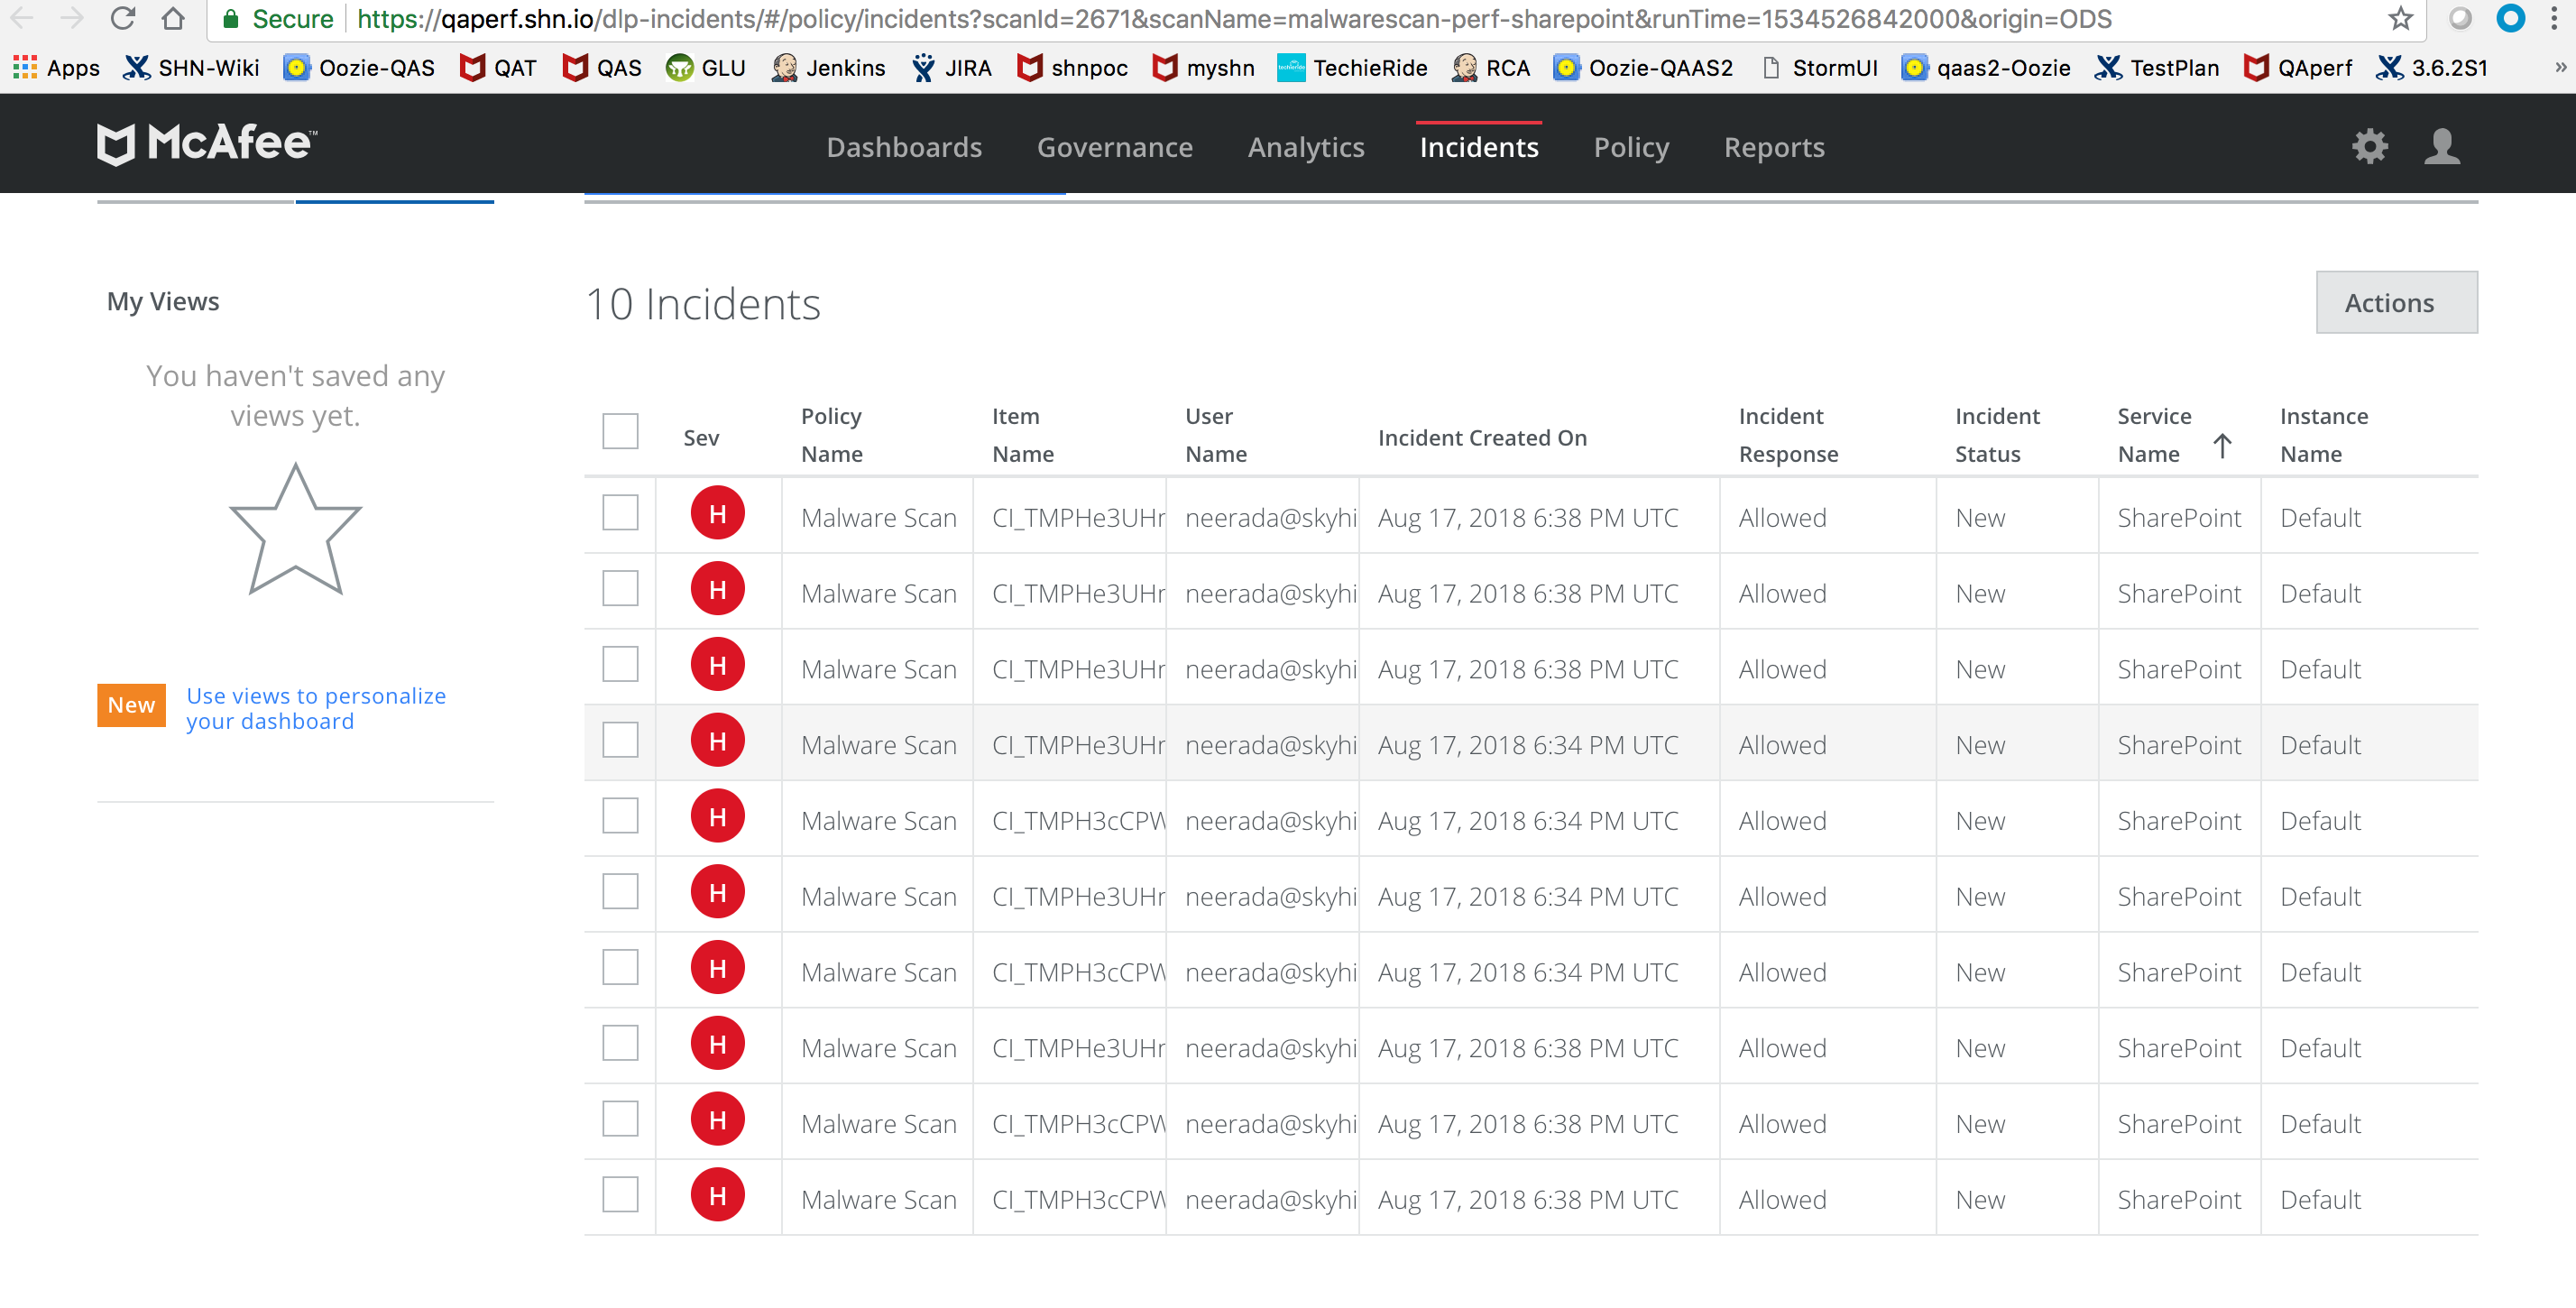 Secure https://qaperf.shn.io/dlp-incidents/#/policy/incidents?scanId=2671&scanName=malwarescan-perf-sharepoint&runTime=1534526842000&origin=ODS
Apps SHN-Wiki Oozie-QAS QAT QAS GLU Jenkins JIRA shnpoc myshn TechieRide RCA Oozie-QAAS2 StormUI qaas2-Oozie TestPlan QAperf 3.6.2S1 »
McAfee™ Dashboards Governance Analytics Incidents Policy Reports
My Views
You haven't saved any
views yet.
New Use views to personalize
your dashboard
10 Incidents
Actions
Sev Policy Name Item Name User Name Incident Created On Incident Response Incident Status Service Name ↑ Instance Name
H Malware Scan CI_TMPHe3UHr neerada@skyhi Aug 17, 2018 6:38 PM UTC Allowed New SharePoint Default
H Malware Scan CI_TMPHe3UHr neerada@skyhi Aug 17, 2018 6:38 PM UTC Allowed New SharePoint Default
H Malware Scan CI_TMPHe3UHr neerada@skyhi Aug 17, 2018 6:38 PM UTC Allowed New SharePoint Default
H Malware Scan CI_TMPHe3UHr neerada@skyhi Aug 17, 2018 6:34 PM UTC Allowed New SharePoint Default
H Malware Scan CI_TMPH3cCPW neerada@skyhi Aug 17, 2018 6:34 PM UTC Allowed New SharePoint Default
H Malware Scan CI_TMPHe3UHr neerada@skyhi Aug 17, 2018 6:34 PM UTC Allowed New SharePoint Default
H Malware Scan CI_TMPH3cCPW neerada@skyhi Aug 17, 2018 6:34 PM UTC Allowed New SharePoint Default
H Malware Scan CI_TMPHe3UHr neerada@skyhi Aug 17, 2018 6:38 PM UTC Allowed New SharePoint Default
H Malware Scan CI_TMPH3cCPW neerada@skyhi Aug 17, 2018 6:38 PM UTC Allowed New SharePoint Default
H Malware Scan CI_TMPH3cCPW neerada@skyhi Aug 17, 2018 6:38 PM UTC Allowed New SharePoint Default